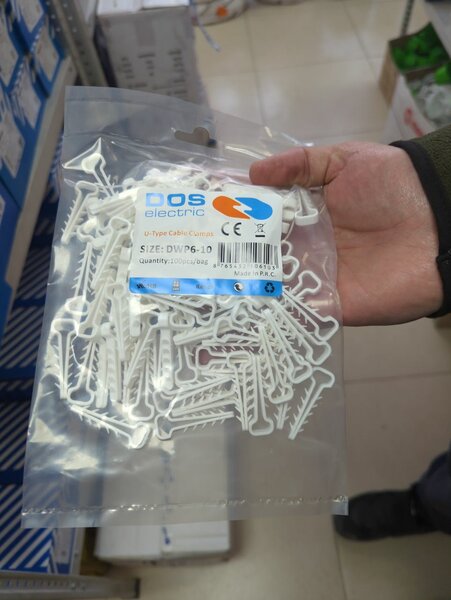 DOS
electric
U-Type Cable Clamps
CE
SIZE: DWP6-10
Quantity:100pcs/bag
Made in P.R.C.